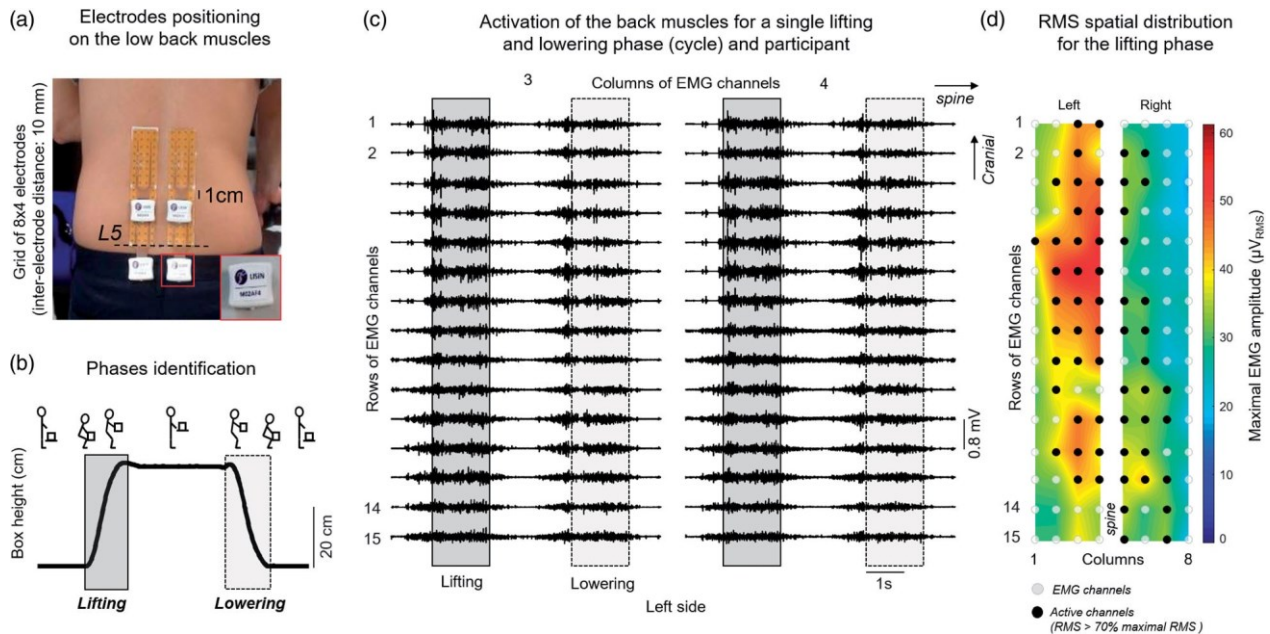 (a)
Electrodes positioning
on the low back muscles
Grid of 8x4 electrodes
(inter-electrode distance: 10 mm)
1cm
L5
USIN
(b)
Phases identification
Box height (cm)
20 cm
Lifting
Lowering
(c)
Activation of the back muscles for a single lifting
and lowering phase (cycle) and participant
3
Columns of EMG channels
4
spine
Cranial
1
2
Rows of EMG channels
14
15
0.8 mV
Lifting
Lowering
1s
Left side
(d)
RMS spatial distribution
for the lifting phase
Left
Right
1
2
Rows of EMG channels
14
15
spine
1
Columns
8
60
50
40
30
20
10
0
Maximal EMG amplitude (µVRMS)
EMG channels
Active channels
(RMS > 70% maximal RMS )